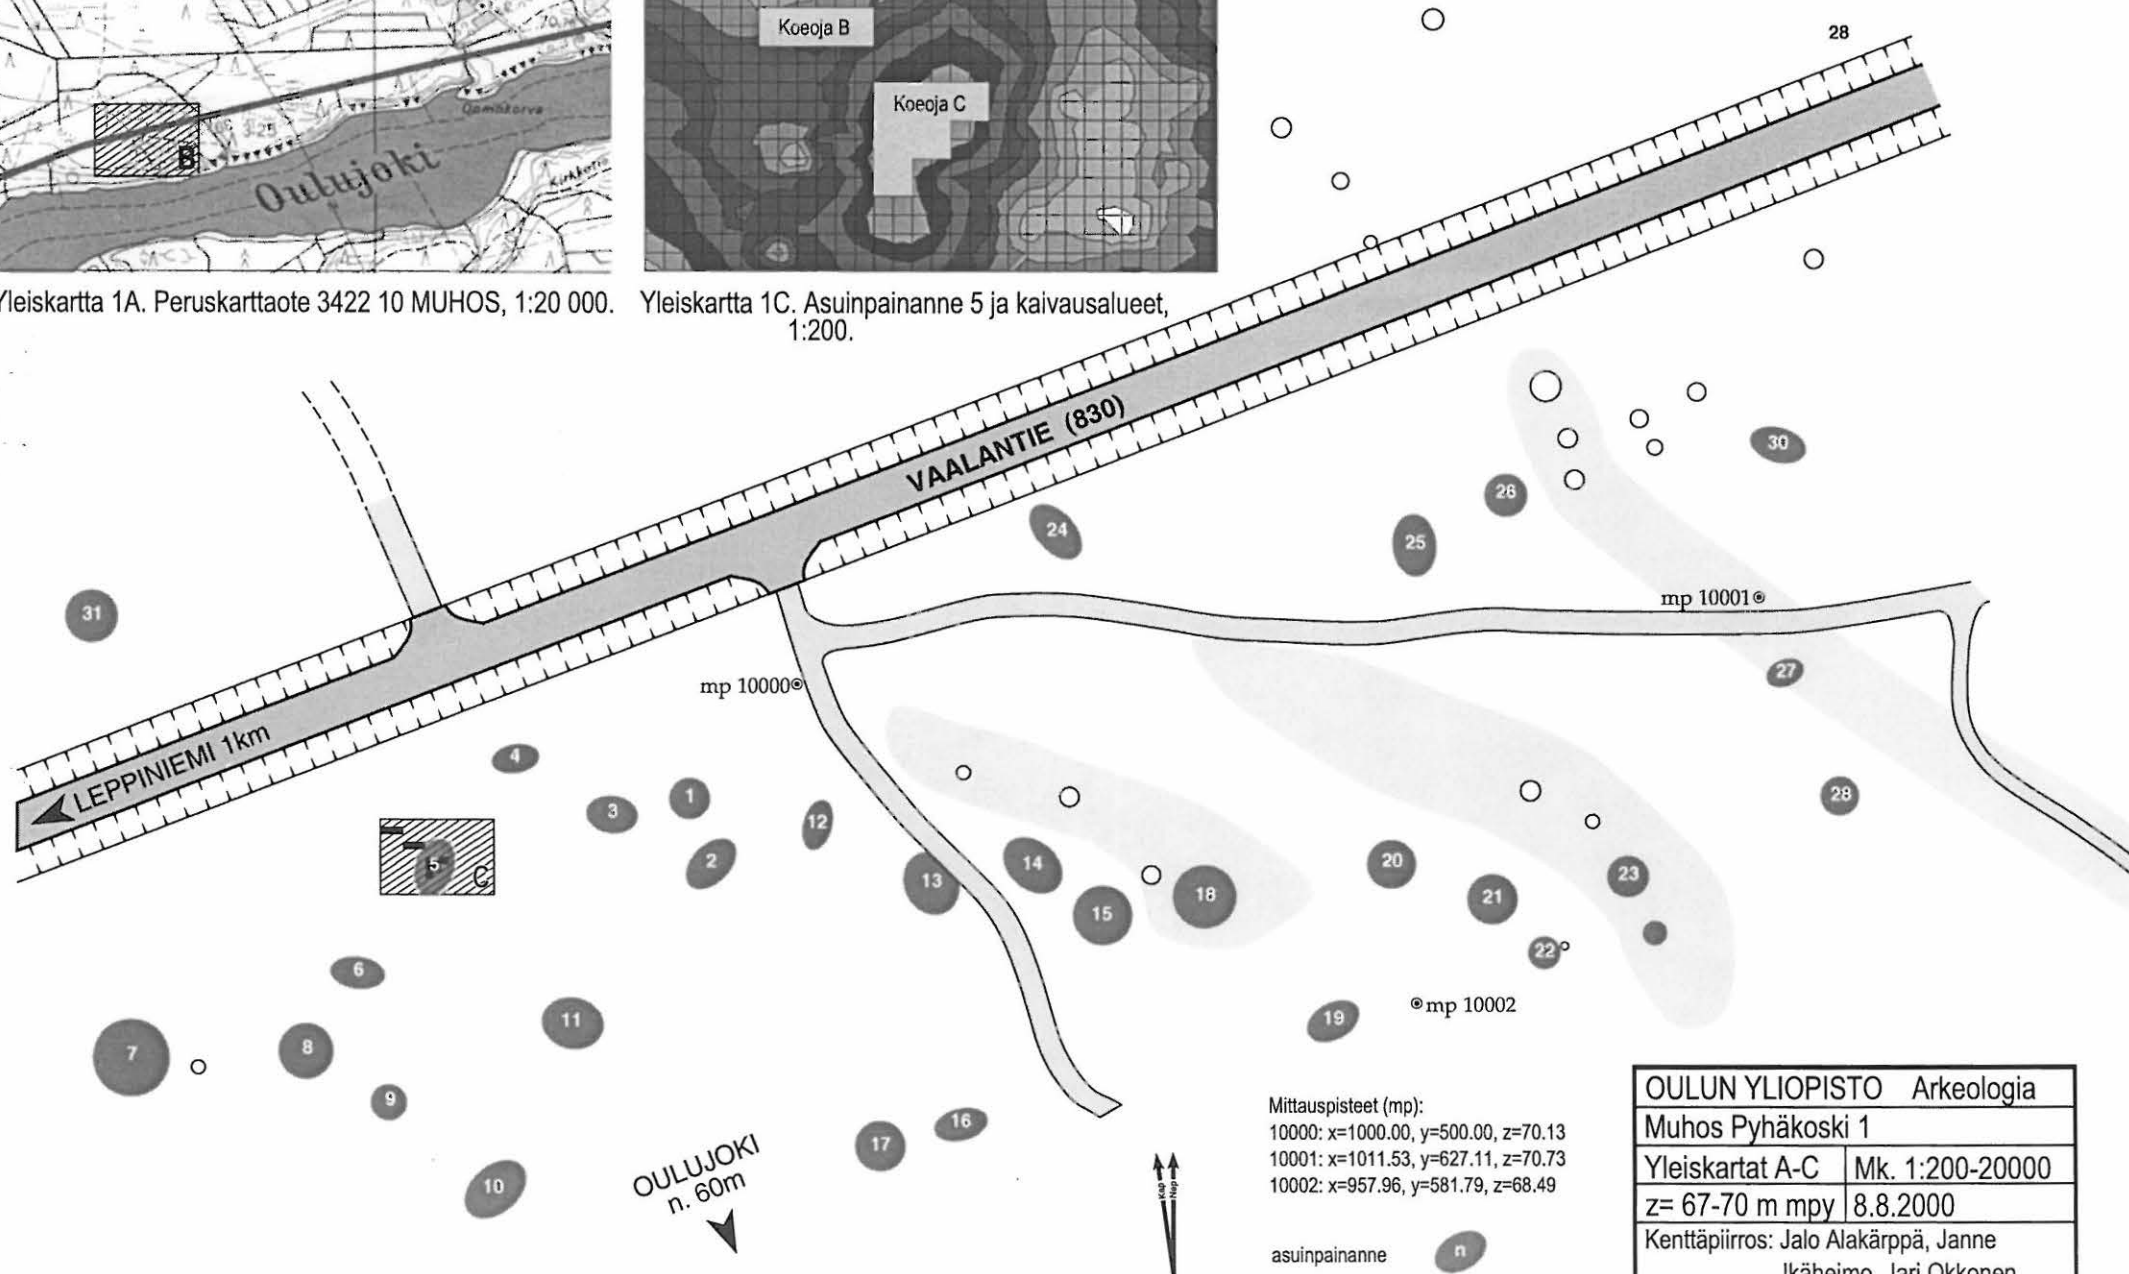 Koeoja B
Koeoja C
B
Oulujoki
Yleiskartta 1A. Peruskarttaote 3422 10 MUHOS, 1:20 000.
Yleiskartta 1C. Asuinpainanne 5 ja kaivausalueet,
1:200.
28
VAALANTIE (830)
30
26
24
25
31
mp 10001
27
mp 10000
LEPPINIEMI 1km
4
28
3
1
12
2
5
C
13
14
15
18
20
21
23
22
6
mp 10002
19
11
7
8
9
10
17
16
OULUJOKI
n. 60m
Mittauspisteet (mp):
10000: x=1000.00, y=500.00, z=70.13
10001: x=1011.53, y=627.11, z=70.73
10002: x=957.96, y=581.79, z=68.49
asuinpainanne n
OULUN YLIOPISTO Arkeologia
Muhos Pyhäkoski 1
Yleiskartat A-C Mk. 1:200-20000
z= 67-70 m mpy 8.8.2000
Kenttäpiirros: Jalo Alakärppä, Janne
Ikäheimo, Jari Okkonen